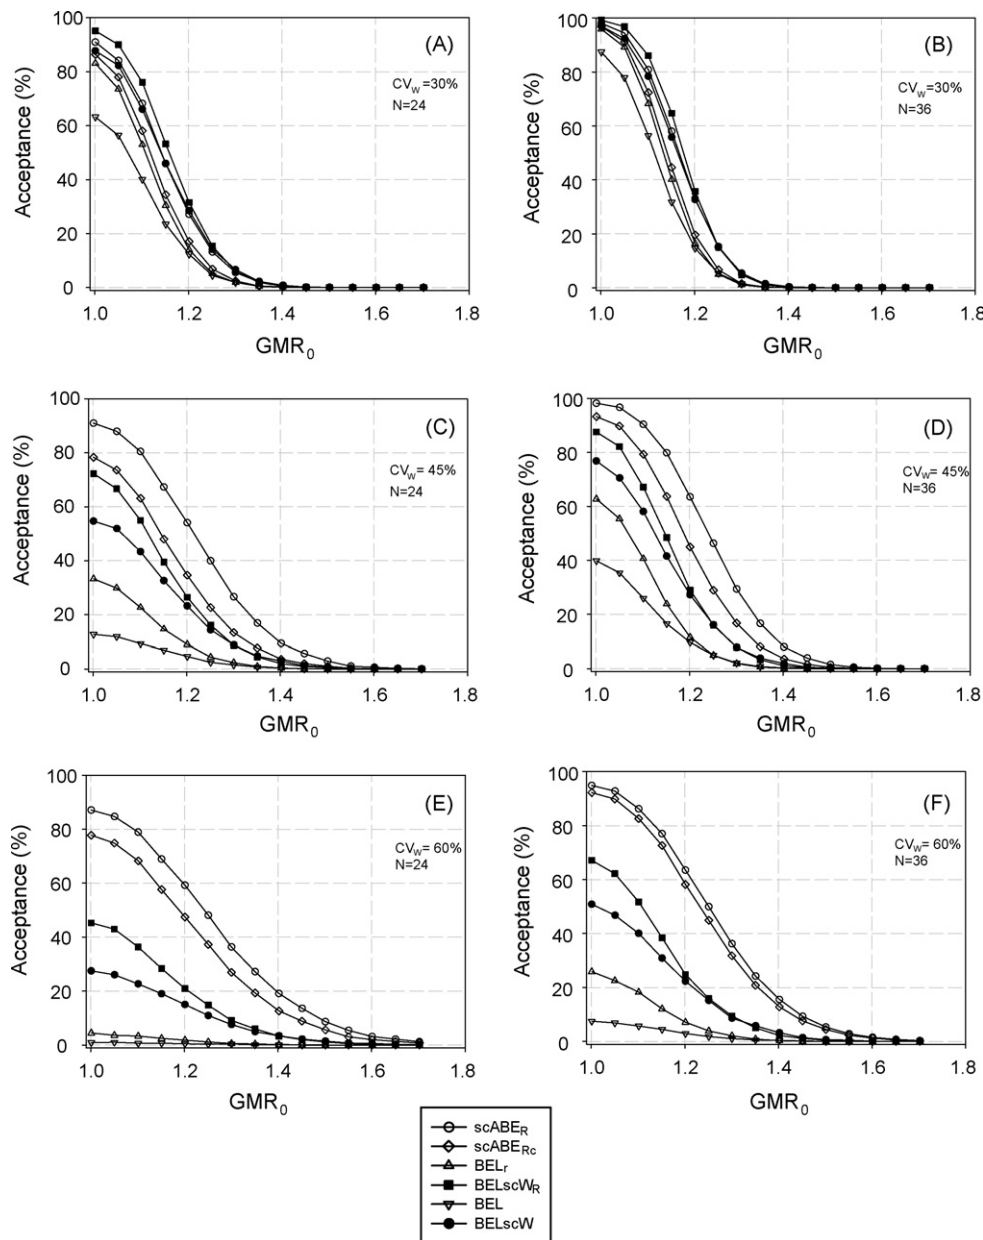 (A)
CVW =30%
N=24
Acceptance (%)
100
80
60
40
20
0
1.0 1.2 1.4 1.6 1.8
GMR0
(B)
CVW =30%
N=36
Acceptance (%)
100
80
60
40
20
0
1.0 1.2 1.4 1.6 1.8
GMR0
(C)
CVW = 45%
N=24
Acceptance (%)
100
80
60
40
20
0
1.0 1.2 1.4 1.6 1.8
GMR0
(D)
CVW = 45%
N=36
Acceptance (%)
100
80
60
40
20
0
1.0 1.2 1.4 1.6 1.8
GMR0
(E)
CVW = 60%
N=24
Acceptance (%)
100
80
60
40
20
0
1.0 1.2 1.4 1.6 1.8
GMR0
(F)
CVW = 60%
N=36
Acceptance (%)
100
80
60
40
20
0
1.0 1.2 1.4 1.6 1.8
GMR0
scABER
scABERc
BELr
BELscWR
BEL
BELscW